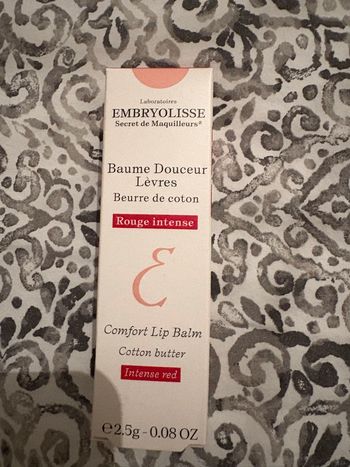 Laboratoires
EMBRYOLISSE
Secret de Maquilleurs®
Baume Douceur
Lèvres
Beurre de coton
Rouge intense
Comfort Lip Balm
Cotton butter
Intense red
℮2.5g - 0.08 OZ